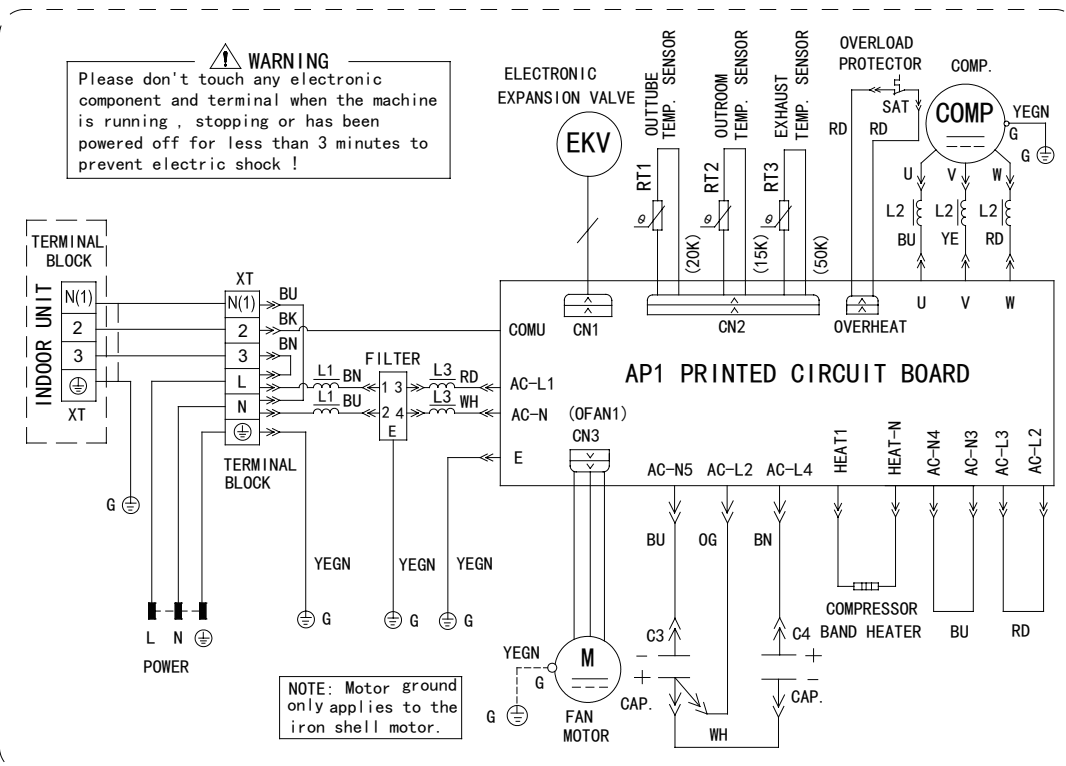 WARNING
Please don't touch any electronic
component and terminal when the machine
is running , stopping or has been
powered off for less than 3 minutes to
prevent electric shock !
ELECTRONIC
EXPANSION VALVE
EKV
OUTTUBE
TEMP. SENSOR
RT1
θ
(20K)
OUTROOM
TEMP. SENSOR
RT2
θ
(15K)
EXHAUST
TEMP. SENSOR
RT3
θ
(50K)
OVERLOAD
PROTECTOR
SAT
RD
RD
COMP.
COMP
YEGN
G
G
U
V
W
L2
L2
L2
BU
YE
RD
INDOOR UNIT
TERMINAL
BLOCK
N(1)
2
3
XT
G
XT
N(1)
2
3
L
N
TERMINAL
BLOCK
BU
BK
BN
L1
BN
L1
BU
FILTER
1 3
2 4
E
L3
RD
L3
WH
CN1
CN2
OVERHEAT
U
V
W
COMU
AC-L1
AC-N
E
AP1 PRINTED CIRCUIT BOARD
(OFAN1)
CN3
AC-N5
AC-L2
AC-L4
HEAT1
HEAT-N
AC-N4
AC-N3
AC-L3
AC-L2
YEGN
G
YEGN
G
YEGN
G
L
N
POWER
BU
OG
BN
COMPRESSOR
BAND HEATER
BU
RD
YEGN
G
G
M
FAN
MOTOR
C3
-
+
CAP.
WH
C4
+
-
CAP.
NOTE: Motor ground
only applies to the
iron shell motor.